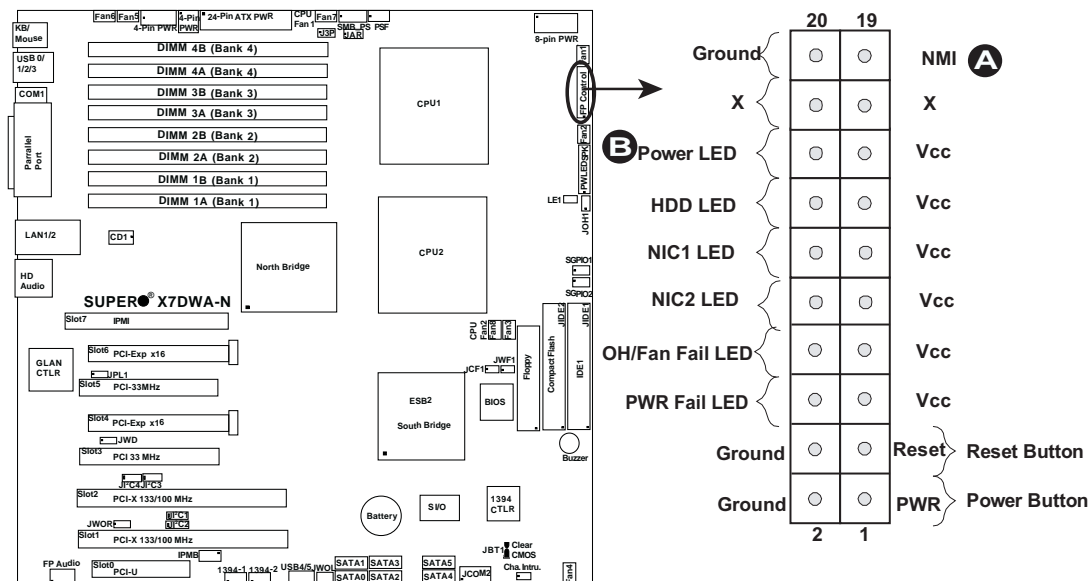 Fan6 Fan5
4-Pin PWR
4-Pin PWR
24-Pin ATX PWR
CPU Fan 1
Fan7
J3P
SMB_PS
PSF
JAR
8-pin PWR
KB/
Mouse
USB 0/
1/2/3
COM1
Parrallel
Port
LAN1/2
HD
Audio
DIMM 4B (Bank 4)
DIMM 4A (Bank 4)
DIMM 3B (Bank 3)
DIMM 3A (Bank 3)
DIMM 2B (Bank 2)
DIMM 2A (Bank 2)
DIMM 1B (Bank 1)
DIMM 1A (Bank 1)
CPU1
Fan1
FP Control
Fan2
PWLEDSPK
LE1
JOH1
CD1
North Bridge
CPU2
SGPIO1
SGPIO2
SUPER® X7DWA-N
Slot7
IPMI
GLAN
CTLR
Slot6
PCI-Exp x16
JPL1
Slot5
PCI-33MHz
Slot4
PCI-Exp x16
JWD
Slot3
PCI 33 MHz
JI²C4 JI²C3
Slot2
PCI-X 133/100 MHz
JI²C1
JI²C2
JWOR
Slot1
PCI-X 133/100 MHz
IPMB
Slot0
PCI-U
FP Audio
CPU
Fan2
Fan8
Fan3
JWF1
JCF1
Floppy
Compact Flash
JIDE2
IDE1
JIDE1
ESB2
South Bridge
BIOS
Buzzer
Battery
SI/O
1394
CTLR
JBT1
Clear
CMOS
Cha. Intru.
Fan4
1394-1 1394-2 USB4/5 JWOL
SATA1 SATA3
SATA0 SATA2
SATA5
SATA4
JCOM2
20 19
Ground NMI A
X X
B Power LED Vcc
HDD LED Vcc
NIC1 LED Vcc
NIC2 LED Vcc
OH/Fan Fail LED Vcc
PWR Fail LED Vcc
Ground Reset Reset Button
Ground PWR Power Button
2 1